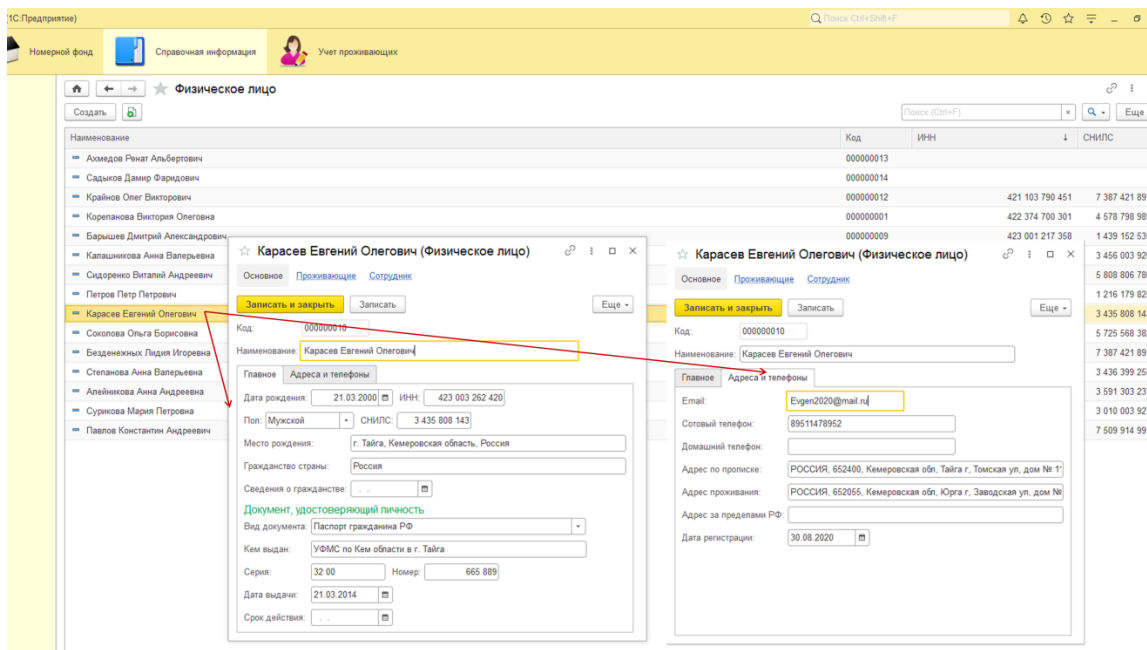 (1С:Предприятие) Поиск Ctrl+Shift+F
Номерной фонд Справочная информация Учет проживающих
Физическое лицо
Создать Поиск (Ctrl+F) × Еще
Наименование Код ИНН ↓ СНИЛС
Ахмедов Ренат Альбертович 000000013
Садыков Дамир Фаридович 000000014
Крайнов Олег Викторович 000000012 421 103 790 451 7 387 421 89
Корепанова Виктория Олеговна 000000001 422 374 700 301 4 578 798 98
Барышев Дмитрий Александрович 000000009 423 001 217 358 1 439 152 53
Калашникова Анна Валерьевна 3 456 003 92
Сидоренко Виталий Андреевич 5 808 806 78
Петров Петр Петрович 1 216 179 82
Карасев Евгений Олегович 3 435 808 14
Соколова Ольга Борисовна 5 725 568 38
Безденежных Лидия Игоревна 7 387 421 89
Степанова Анна Валерьевна 3 436 399 25
Алейникова Анна Андреевна 3 591 303 23
Сурикова Мария Петровна 3 010 003 92
Павлов Константин Андреевич 7 509 914 99
Карасев Евгений Олегович (Физическое лицо)
Основное Проживающие Сотрудник
Записать и закрыть Записать Еще
Код: 000000010
Наименование: Карасев Евгений Олегович
Главное Адреса и телефоны
Дата рождения: 21.03.2000 ИНН: 423 003 262 420
Пол: Мужской СНИЛС: 3 435 808 143
Место рождения: г. Тайга, Кемеровская область, Россия
Гражданство страны: Россия
Сведения о гражданстве: . .
Документ, удостоверяющий личность
Вид документа: Паспорт гражданина РФ
Кем выдан: УФМС по Кем области в г. Тайга
Серия: 32 00 Номер: 665 889
Дата выдачи: 21.03.2014
Срок действия: . .
Карасев Евгений Олегович (Физическое лицо)
Основное Проживающие Сотрудник
Записать и закрыть Записать Еще
Код: 000000010
Наименование: Карасев Евгений Олегович
Главное Адреса и телефоны
Email: Evgen2020@mail.ru
Сотовый телефон: 89511478952
Домашний телефон:
Адрес по прописке: РОССИЯ, 652400, Кемеровская обл, Тайга г, Томская ул, дом №
Адрес проживания: РОССИЯ, 652055, Кемеровская обл, Юрга г, Заводская ул, дом №
Адрес за пределами РФ:
Дата регистрации: 30.08.2020